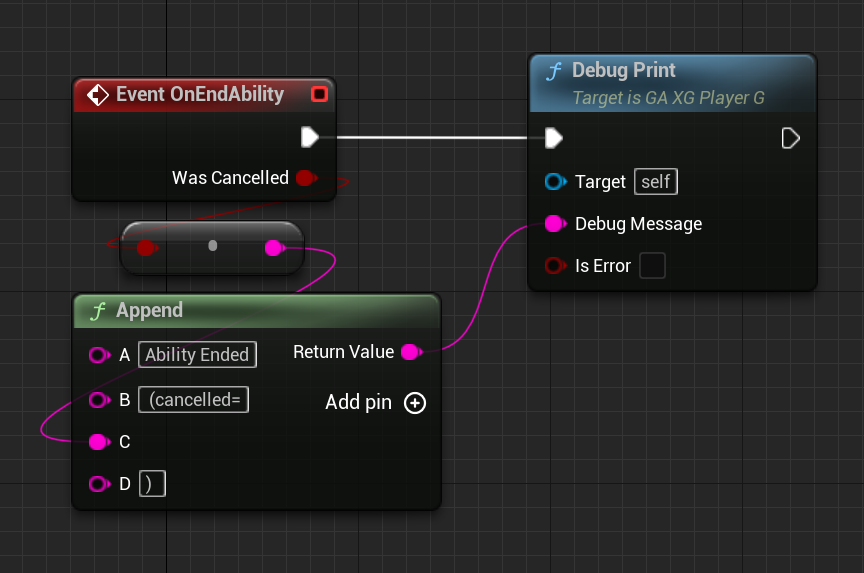 Event OnEndAbility
Was Cancelled
f Debug Print
Target is GA XG Player G
Target self
Debug Message
Is Error
f Append
A Ability Ended
Return Value
B (cancelled=
Add pin
C
D )